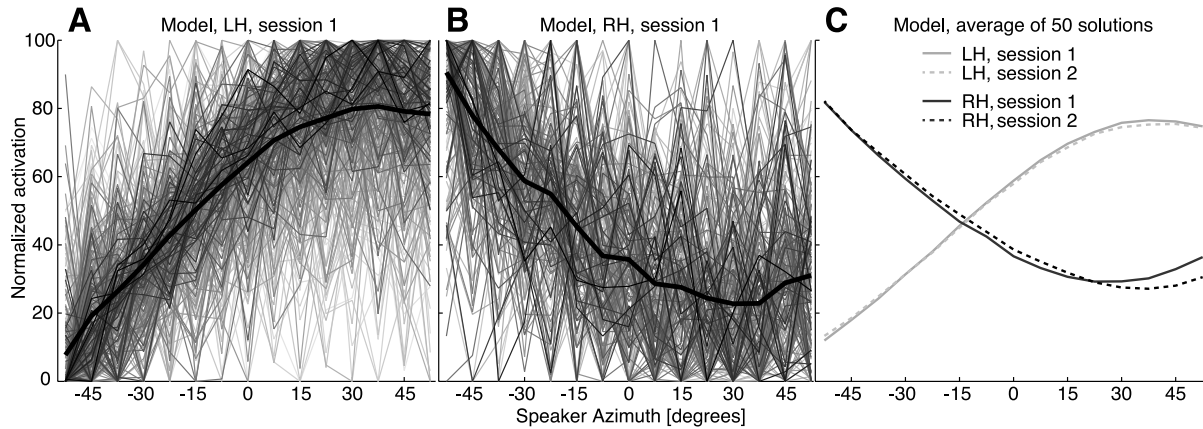 A
Model, LH, session 1
B
Model, RH, session 1
C
Model, average of 50 solutions
LH, session 1
LH, session 2
RH, session 1
RH, session 2
Normalized activation
100
80
60
40
20
0
-45 -30 -15 0 15 30 45
-45 -30 -15 0 15 30 45
-45 -30 -15 0 15 30 45
Speaker Azimuth [degrees]